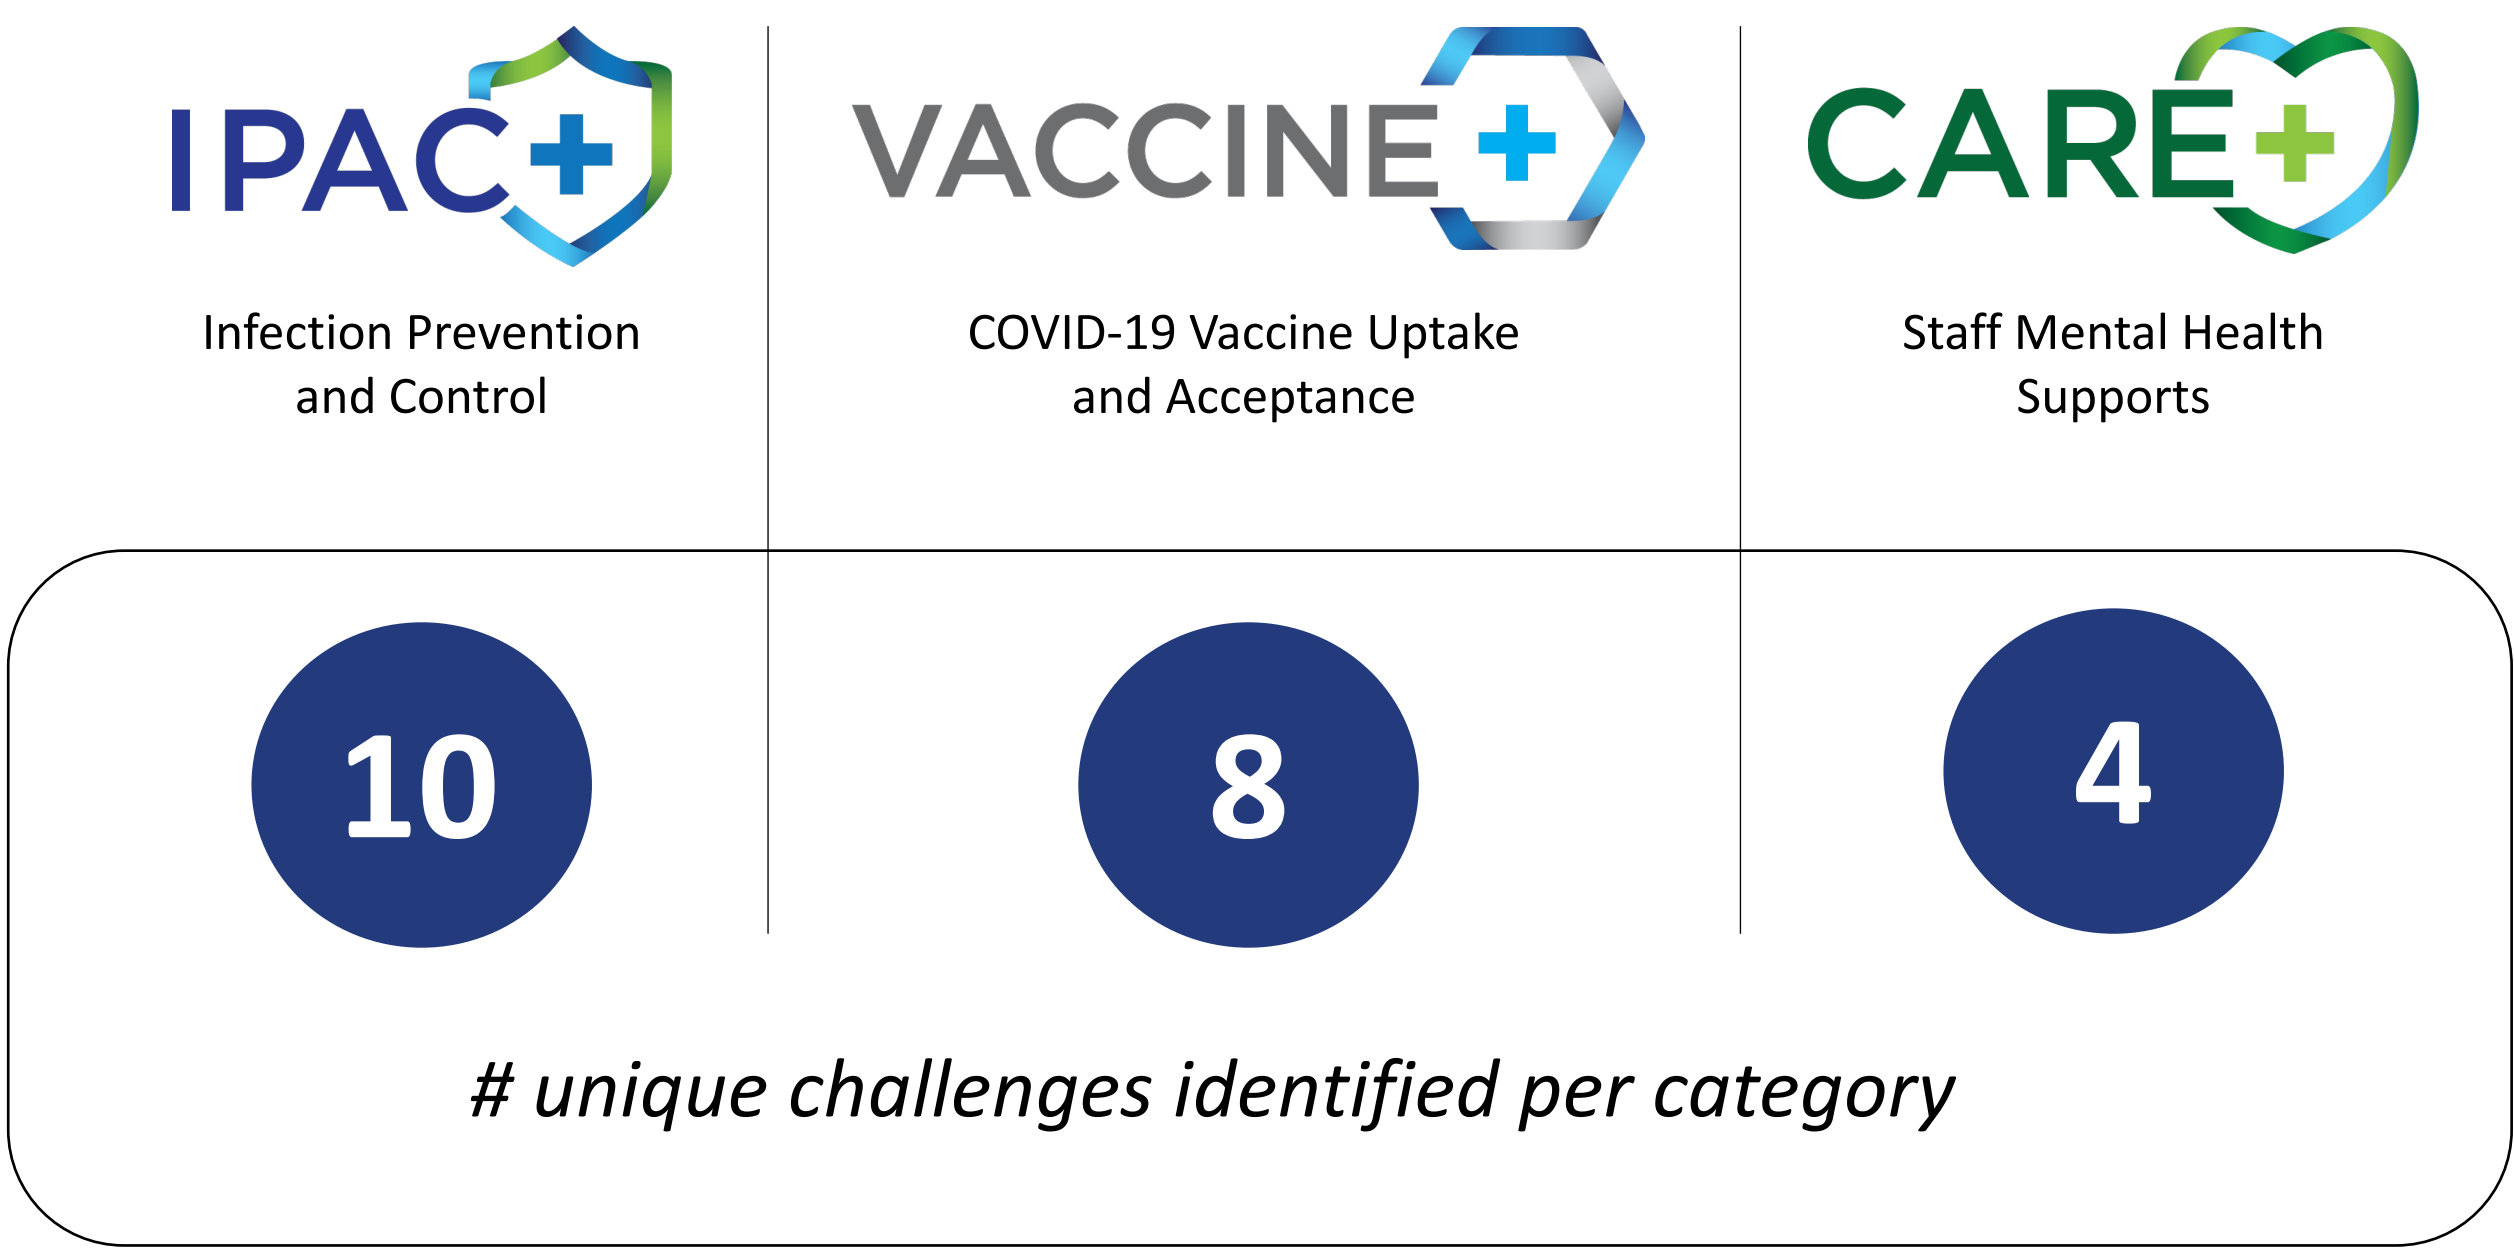 IPAC+
Infection Prevention
and Control
VACCINE+
COVID-19 Vaccine Uptake
and Acceptance
CARE+
Staff Mental Health
Supports
10
8
4
# unique challenges identified per category